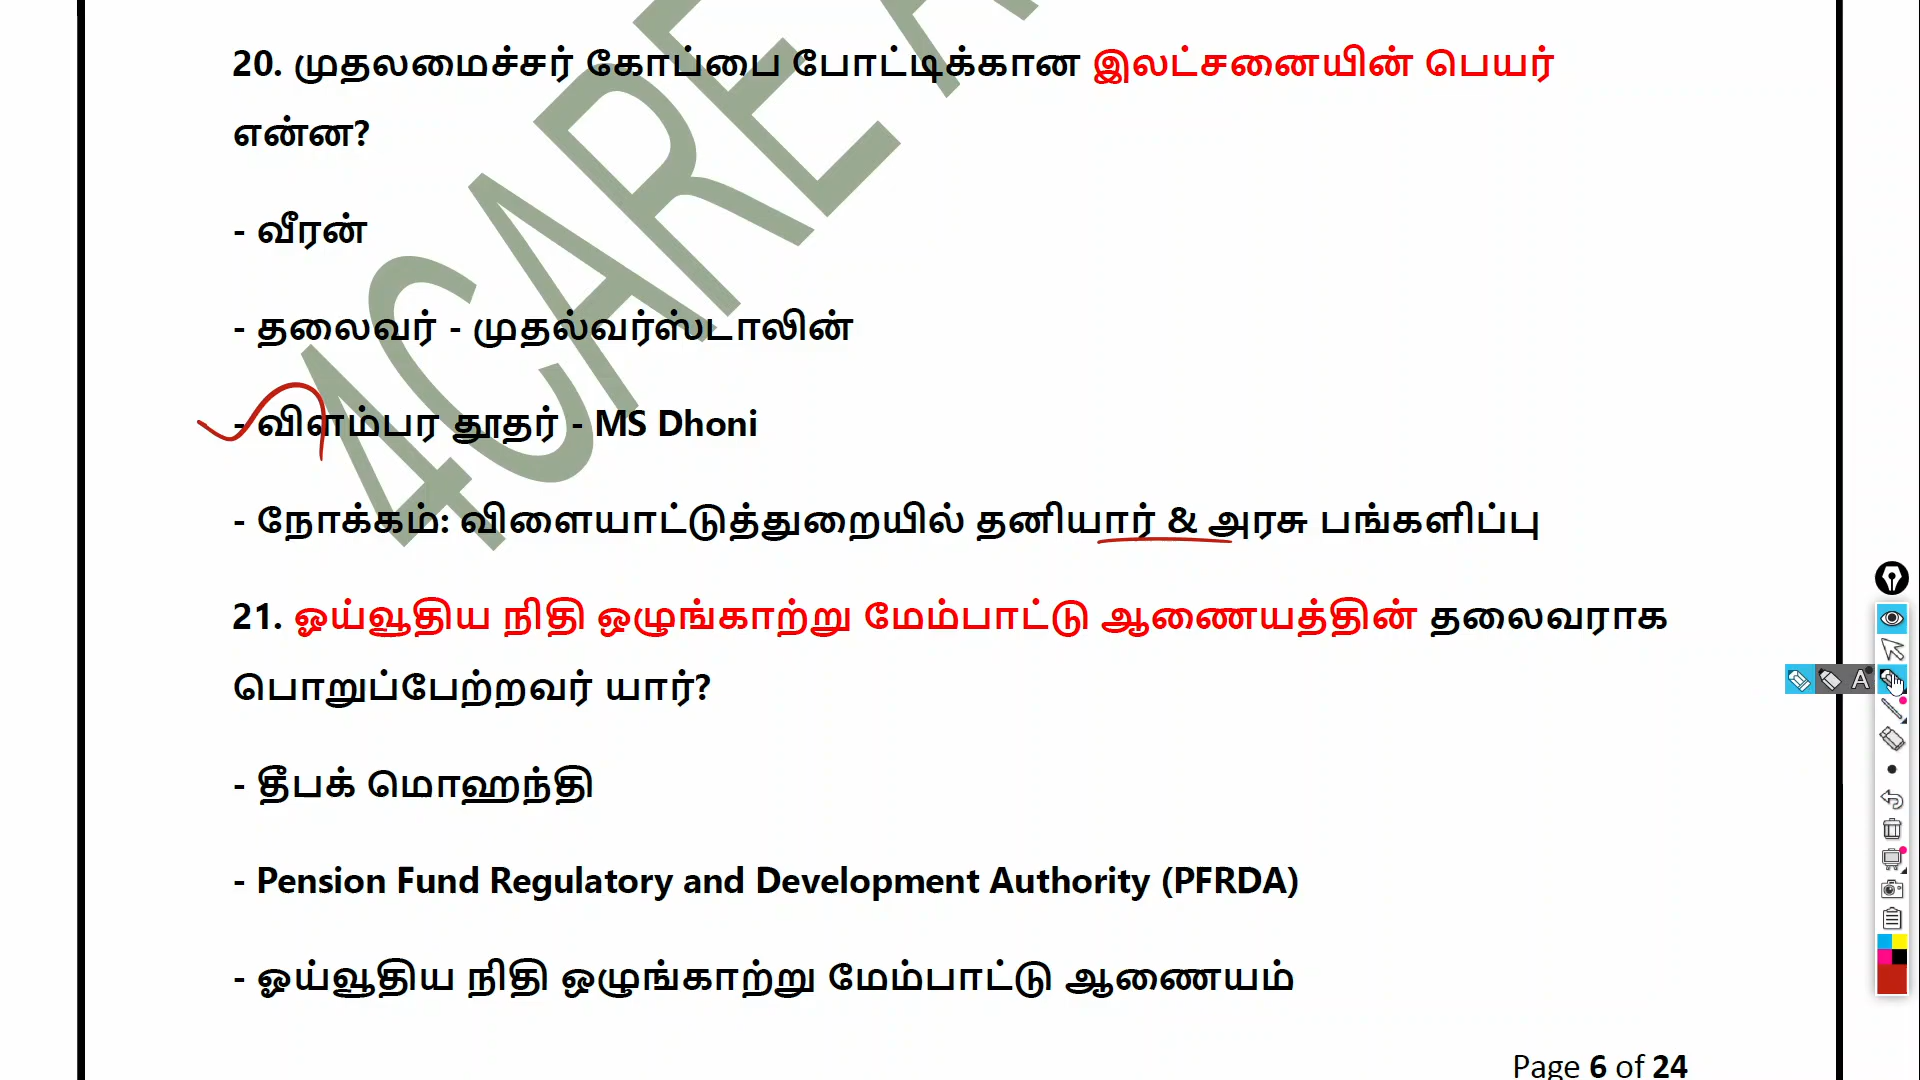 20. முதலமைச்சர் கோப்பை போட்டிக்கான இலட்சனையின் பெயர்
என்ன?
- வீரன்
- தலைவர் - முதல்வர்ஸ்டாலின்
- விளம்பர தூதர் - MS Dhoni
- நோக்கம்: விளையாட்டுத்துறையில் தனியார் & அரசு பங்களிப்பு
21. ஓய்வூதிய நிதி ஒழுங்காற்று மேம்பாட்டு ஆணையத்தின் தலைவராக
பொறுப்பேற்றவர் யார்?
- தீபக் மொஹந்தி
- Pension Fund Regulatory and Development Authority (PFRDA)
- ஓய்வூதிய நிதி ஒழுங்காற்று மேம்பாட்டு ஆணையம்
Page 6 of 24
4CARE A
A